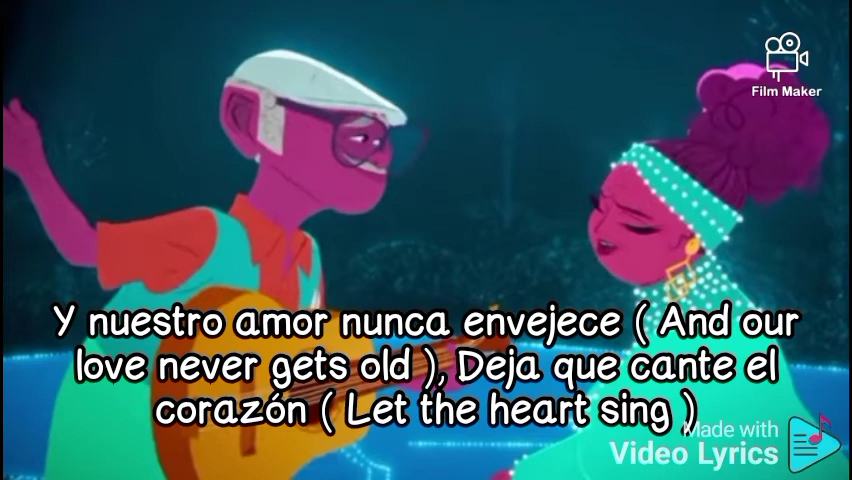 Film Maker
Y nuestro amor nunca envejece ( And our
love never gets old ), Deja que cante el
corazón ( Let the heart sing )
Made with
Video Lyrics